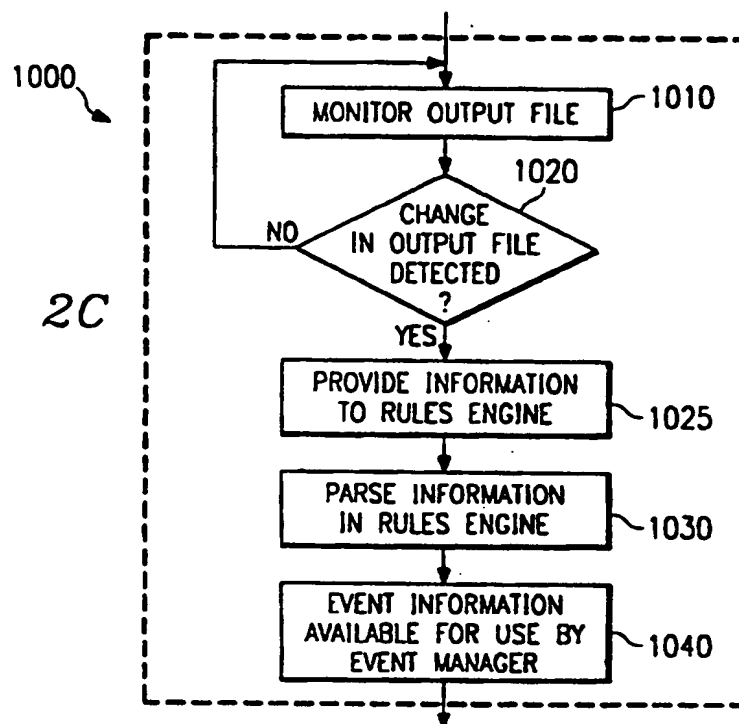 1000
MONITOR OUTPUT FILE
1010
1020
CHANGE
IN OUTPUT FILE
DETECTED
?
NO
2C
YES
PROVIDE INFORMATION
TO RULES ENGINE
1025
PARSE INFORMATION
IN RULES ENGINE
1030
EVENT INFORMATION
AVAILABLE FOR USE BY
EVENT MANAGER
1040